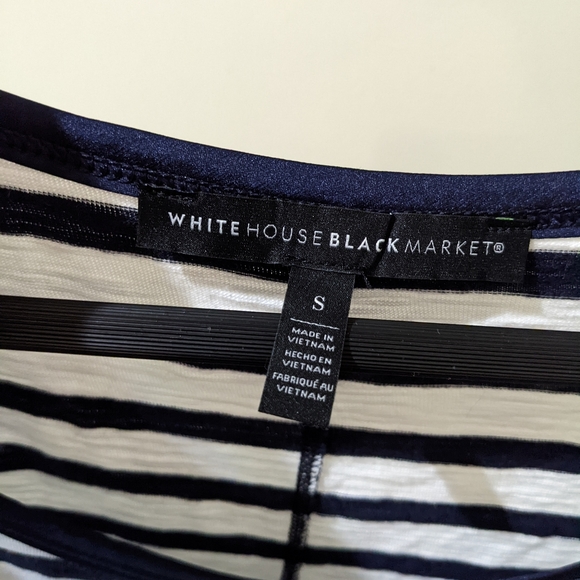 WHITE HOUSE BLACK MARKET®
S
MADE IN
VIETNAM
HECHO EN
VIETNAM
FABRIQUÉ AU
VIETNAM